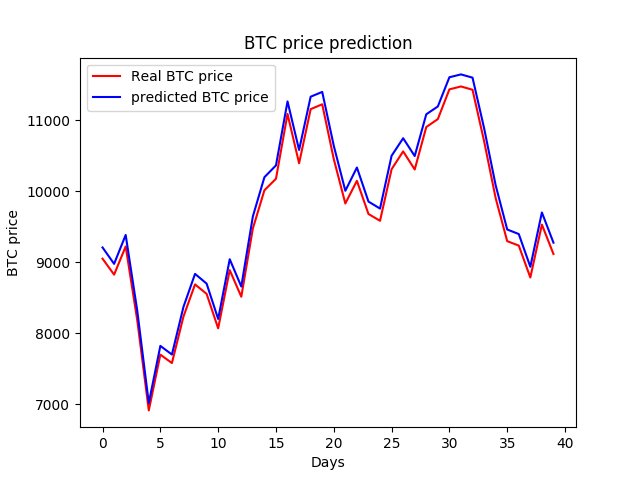 BTC price prediction
Real BTC price
predicted BTC price
11000
10000
9000
8000
7000
BTC price
0 5 10 15 20 25 30 35 40
Days